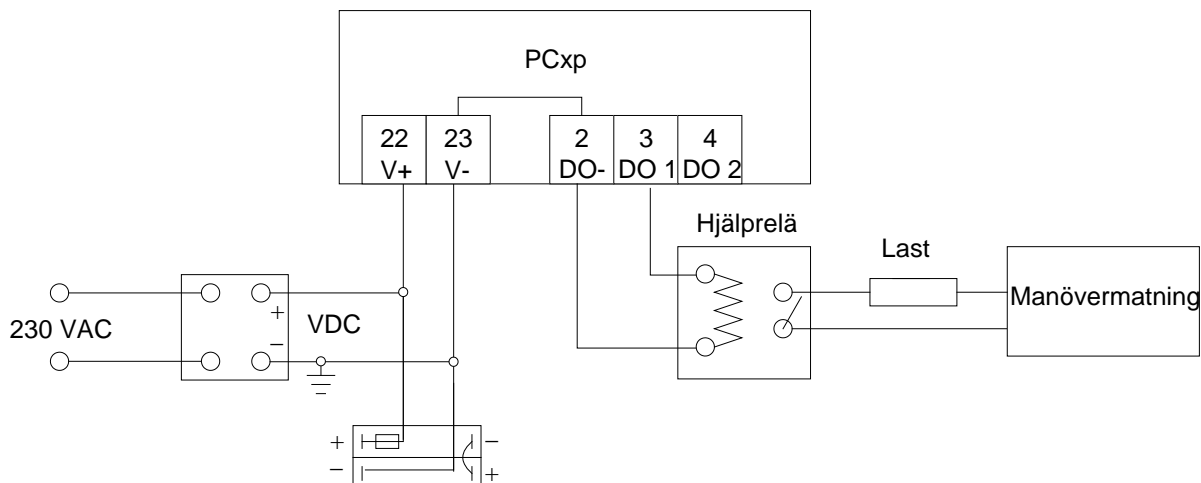 PCxp
22 23 2 3 4
V+ V- DO- DO 1 DO 2
Hjälprelä
Last
Manövermatning
230 VAC
+
VDC
−
+ −
− +